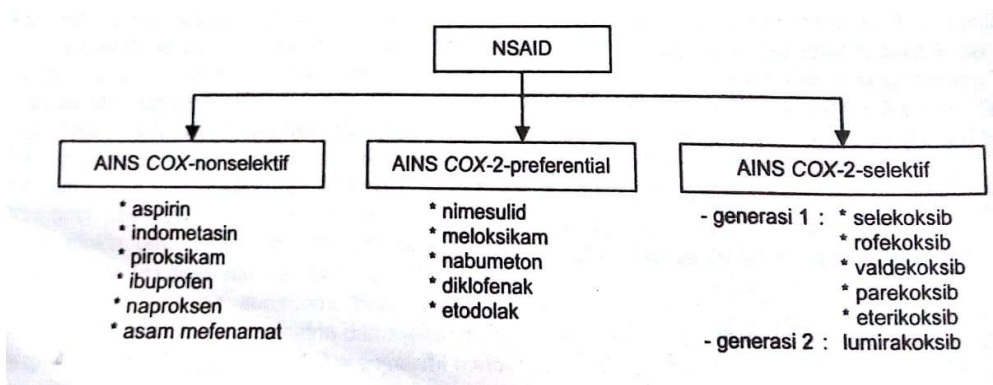 NSAID
AINS COX-nonselektif
* aspirin
* indometasin
* piroksikam
* ibuprofen
* naproksen
* asam mefenamat
AINS COX-2-preferential
* nimesulid
* meloksikam
* nabumeton
* diklofenak
* etodolak
AINS COX-2-selektif
- generasi 1 : * selekoksib
* rofekoksib
* valdekoksib
* parekoksib
* eterikoksib
- generasi 2 : lumirakoksib